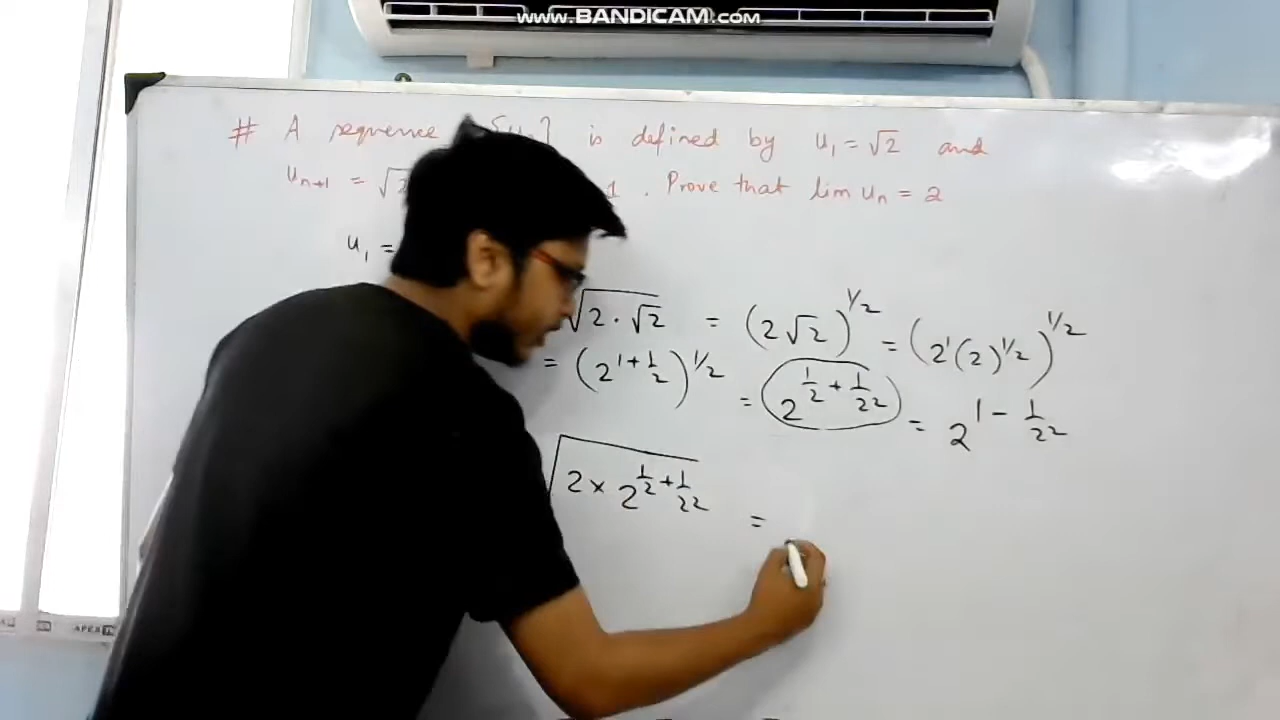 www.BANDICAM.com
# A sequence is defined by u₁ = √2 and
uₙ₊₁ = √2 1 . Prove that lim uₙ = 2
u₁ =
√(2 · √2) = (2√2)^1/2 = (2¹(2)^1/2)^1/2
= (2^(1 + 1/2))^1/2 = (2^(1/2 + 1/2²)) = 2^(1 - 1/2²)
√(2 × 2^(1/2 + 1/2²)) =